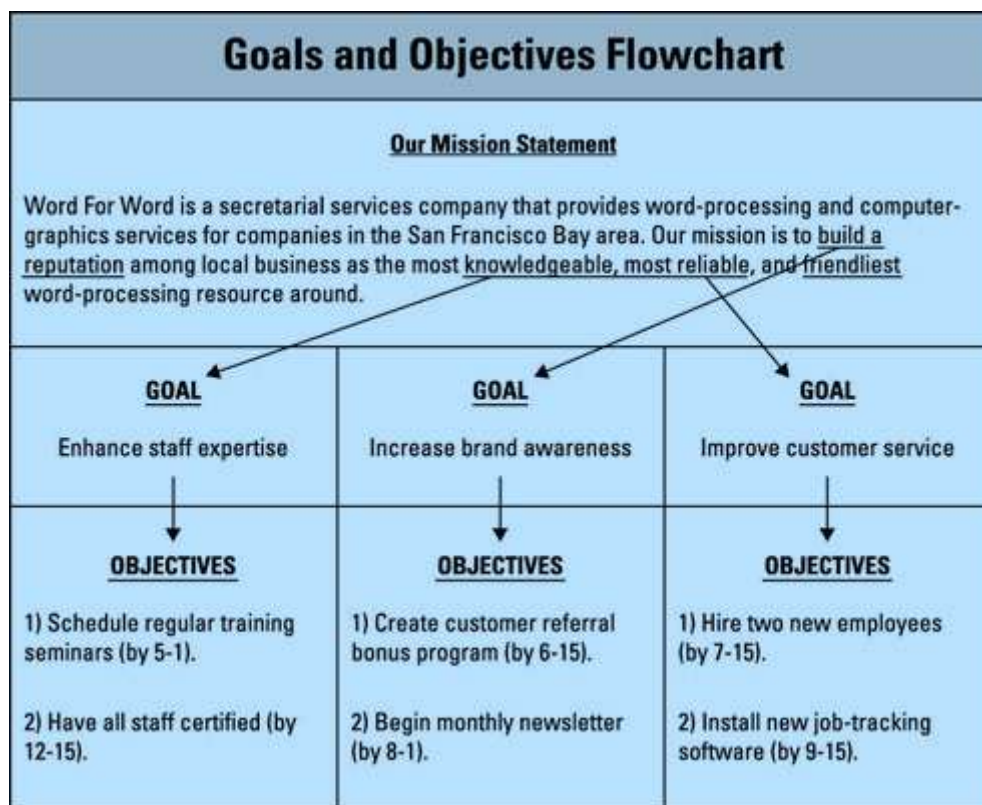 Goals and Objectives Flowchart
Our Mission Statement
Word For Word is a secretarial services company that provides word-processing and computer-
graphics services for companies in the San Francisco Bay area. Our mission is to build a
reputation among local business as the most knowledgeable, most reliable, and friendliest
word-processing resource around.
GOAL
Enhance staff expertise
GOAL
Increase brand awareness
GOAL
Improve customer service
OBJECTIVES
1) Schedule regular training
seminars (by 5-1).
2) Have all staff certified (by
12-15).
OBJECTIVES
1) Create customer referral
bonus program (by 6-15).
2) Begin monthly newsletter
(by 8-1).
OBJECTIVES
1) Hire two new employees
(by 7-15).
2) Install new job-tracking
software (by 9-15).